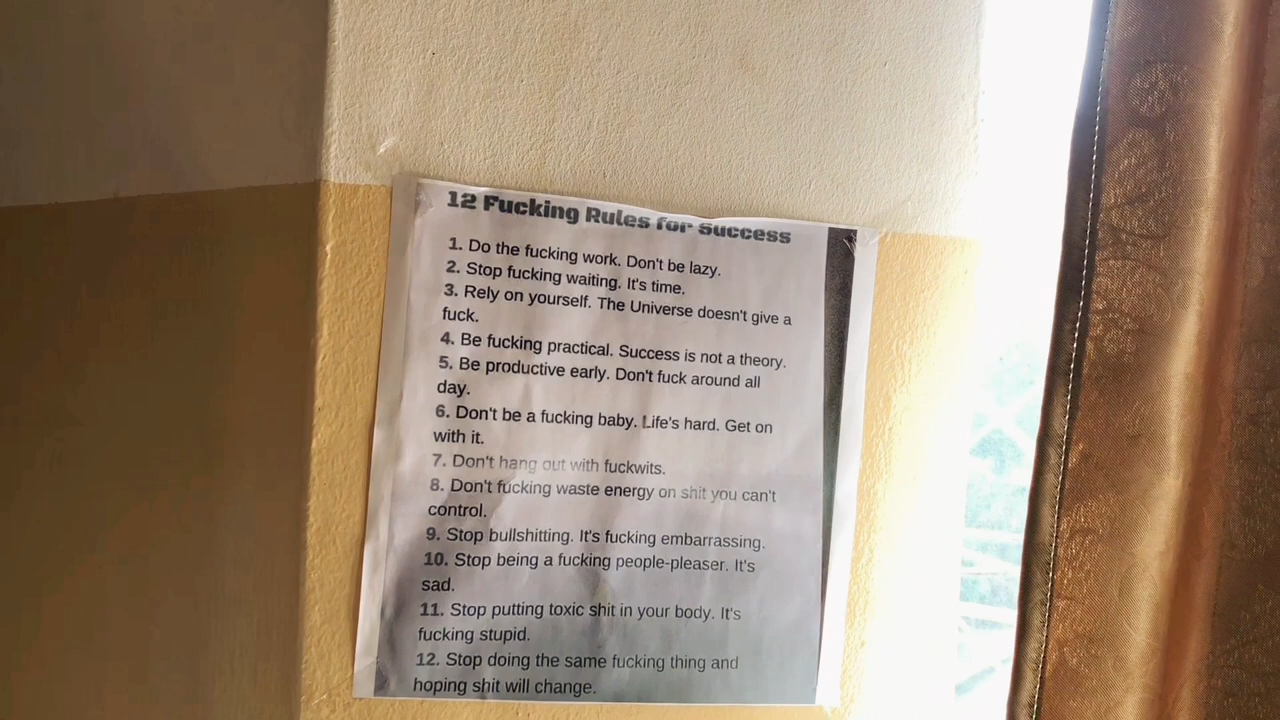 12 Fucking Rules for Success
1. Do the fucking work. Don't be lazy.
2. Stop fucking waiting. It's time.
3. Rely on yourself. The Universe doesn't give a
fuck.
4. Be fucking practical. Success is not a theory.
5. Be productive early. Don't fuck around all
day.
6. Don't be a fucking baby. Life's hard. Get on
with it.
7. Don't hang out with fuckwits.
8. Don't fucking waste energy on shit you can't
control.
9. Stop bullshitting. It's fucking embarrassing.
10. Stop being a fucking people-pleaser. It's
sad.
11. Stop putting toxic shit in your body. It's
fucking stupid.
12. Stop doing the same fucking thing and
hoping shit will change.